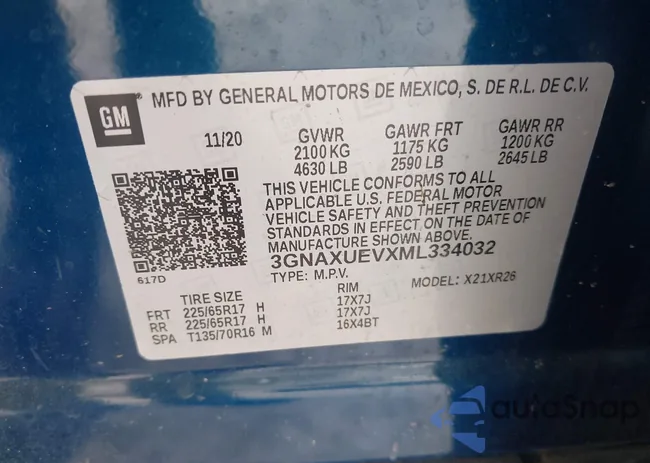 GM
MFD BY GENERAL MOTORS DE MEXICO, S. DE R.L. DE C.V.
11/20 GVWR GAWR FRT GAWR RR
2100 KG 1175 KG 1200 KG
4630 LB 2590 LB 2645 LB
THIS VEHICLE CONFORMS TO ALL
APPLICABLE U.S. FEDERAL MOTOR
VEHICLE SAFETY AND THEFT PREVENTION
STANDARDS IN EFFECT ON THE DATE OF
MANUFACTURE SHOWN ABOVE.
3GNAXUEVXML334032
617D
TYPE: M.P.V. MODEL: X21XR26
TIRE SIZE RIM
FRT 225/65R17 H 17X7J
RR 225/65R17 H 17X7J
SPA T135/70R16 M 16X4BT
autoSnap